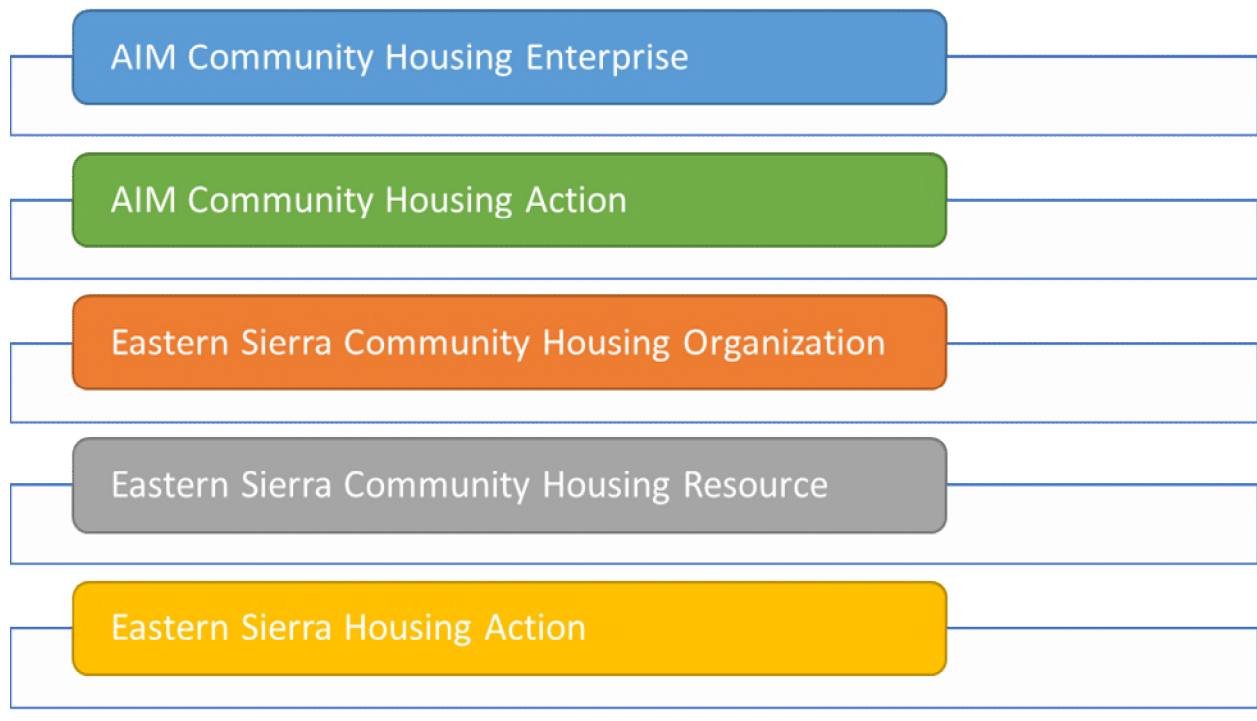 AIM Community Housing Enterprise
AIM Community Housing Action
Eastern Sierra Community Housing Organization
Eastern Sierra Community Housing Resource
Eastern Sierra Housing Action